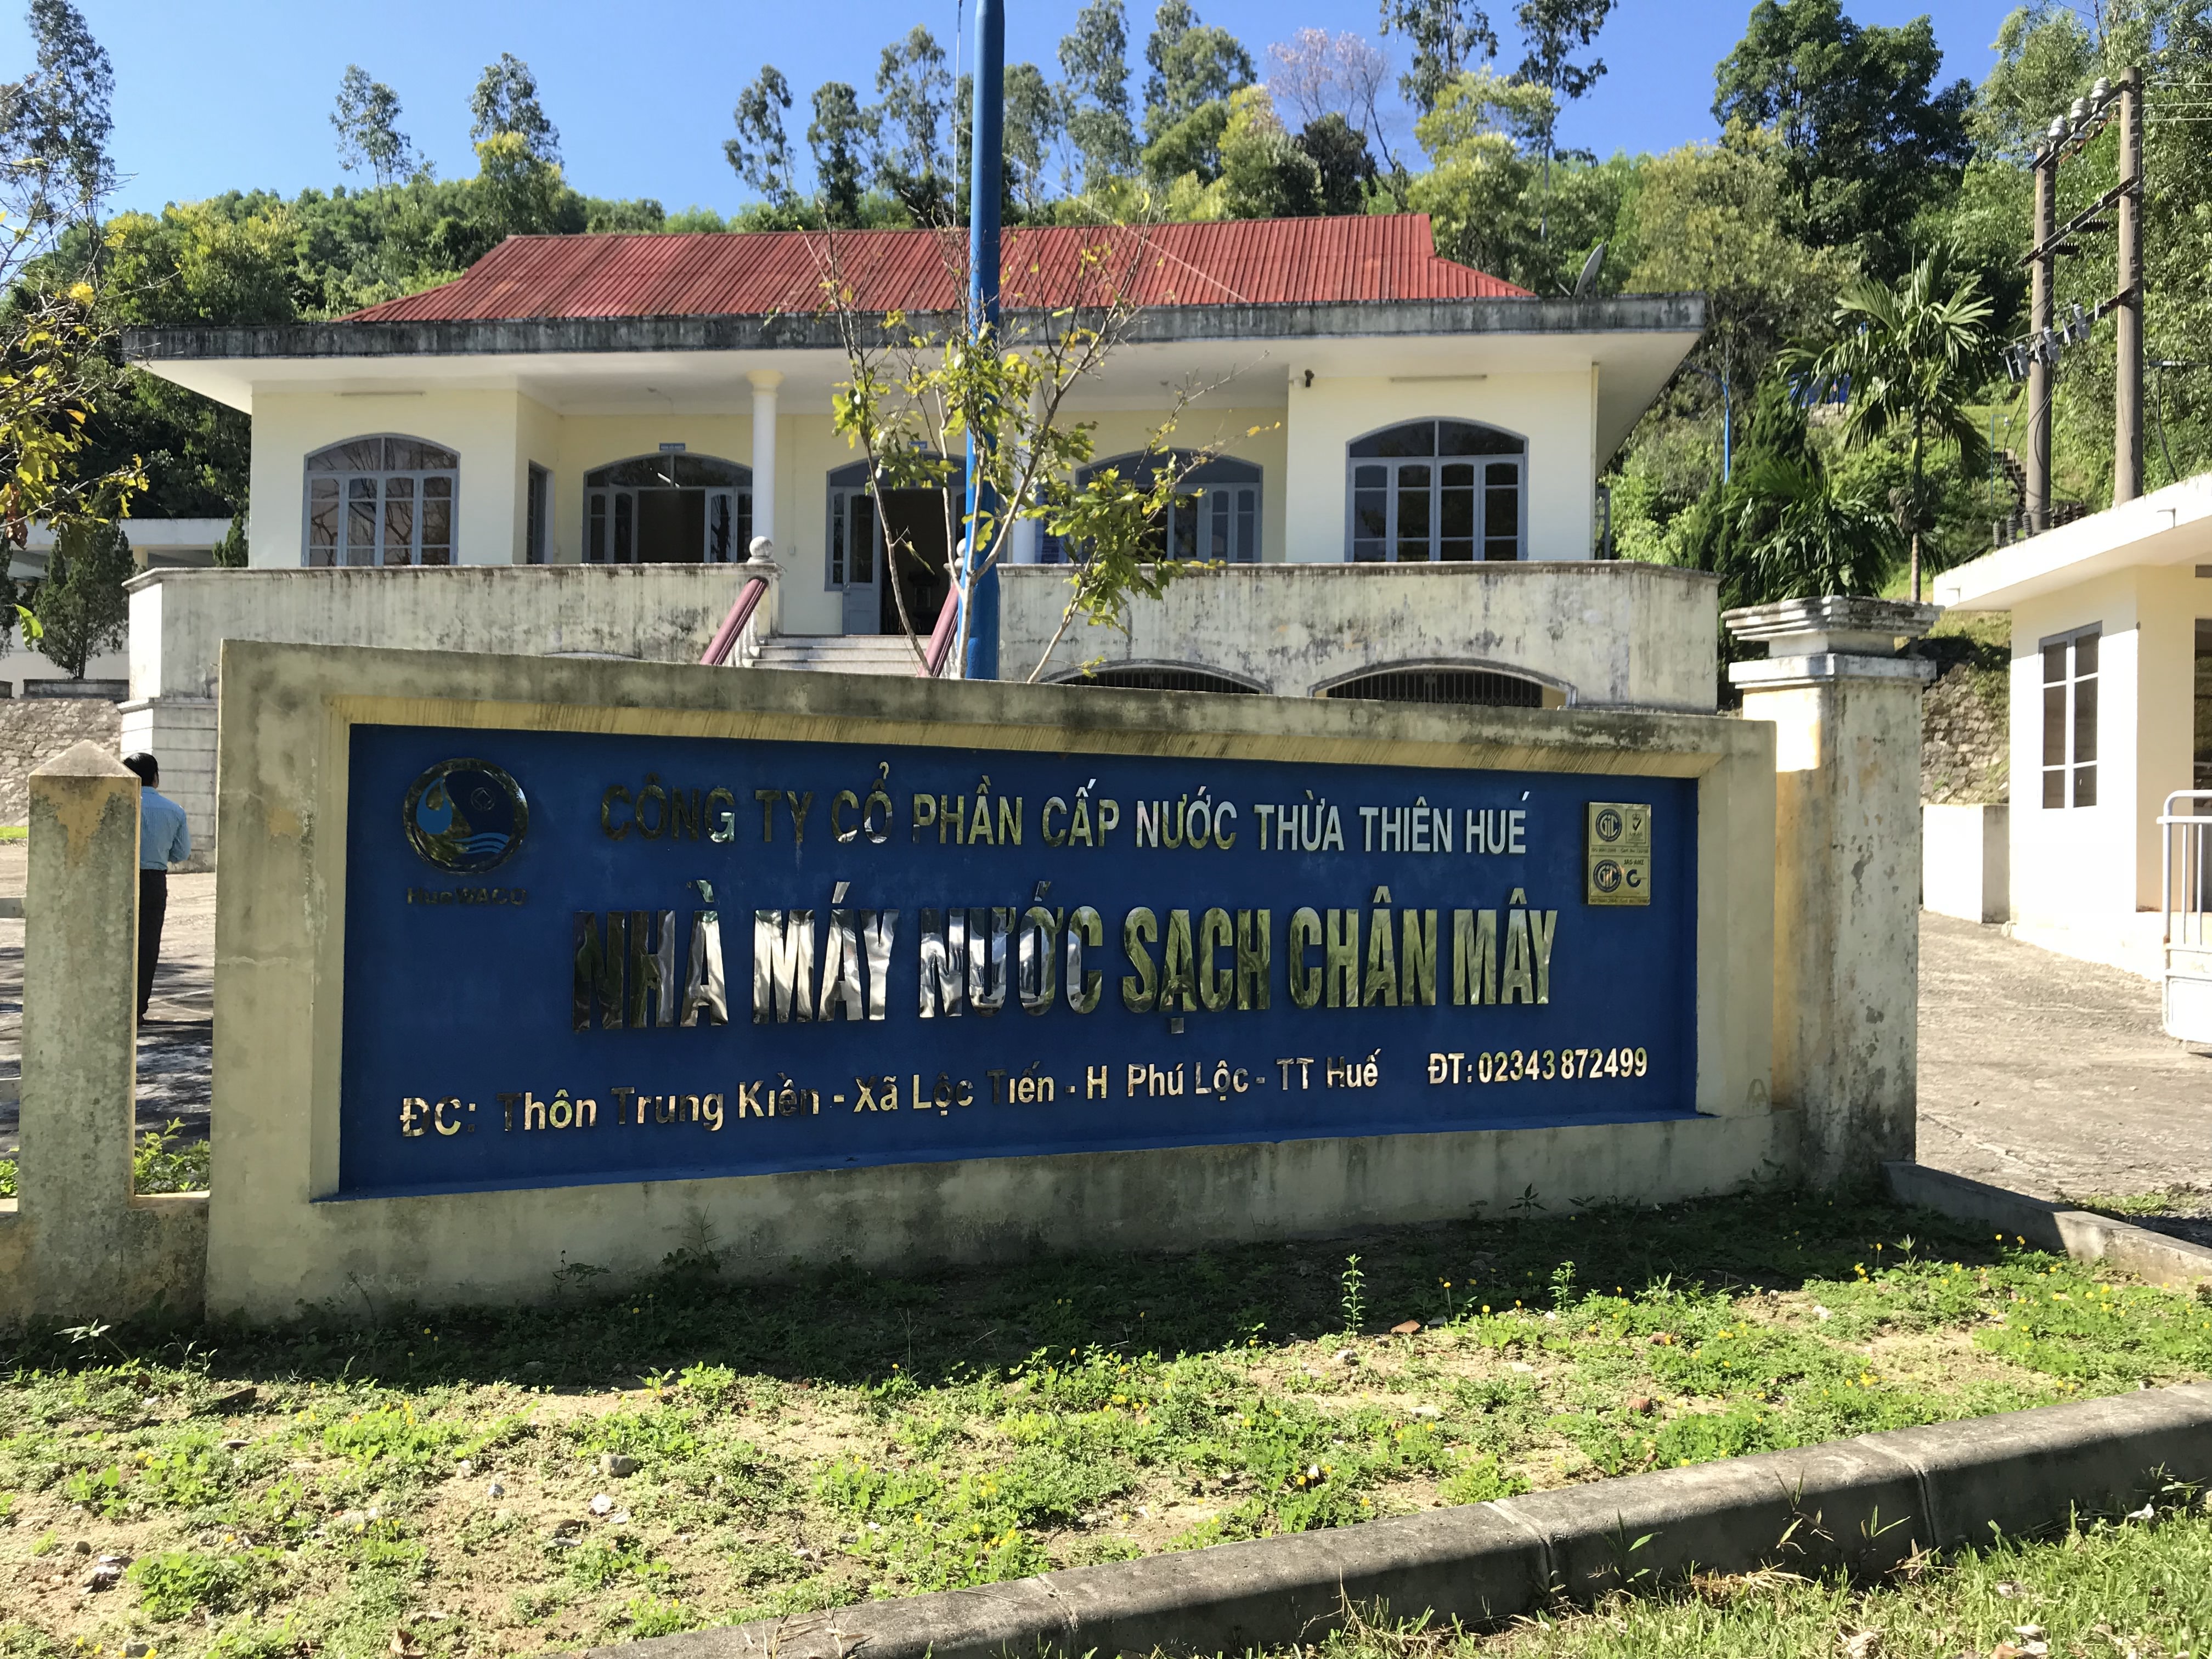 CÔNG TY CỔ PHẦN CẤP NƯỚC THỪA THIÊN HUẾ
HueWACO
NHÀ MÁY NƯỚC SẠCH CHÂN MÂY
ĐC: Thôn Trung Kiền - Xã Lộc Tiến - H Phú Lộc - TT Huế ĐT: 02343 872499